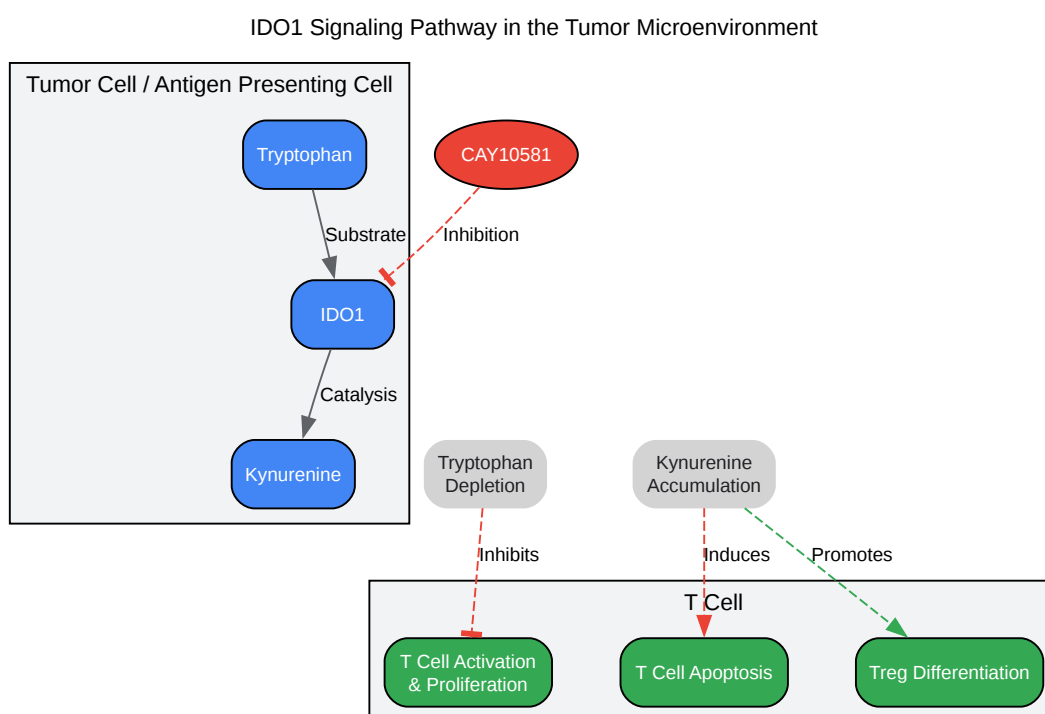 IDO1 Signaling Pathway in the Tumor Microenvironment
Tumor Cell / Antigen Presenting Cell
Tryptophan
CAY10581
Substrate
Inhibition
IDO1
Catalysis
Kynurenine
Tryptophan
Depletion
Kynurenine
Accumulation
Inhibits
Induces
Promotes
T Cell
T Cell Activation
& Proliferation
T Cell Apoptosis
Treg Differentiation